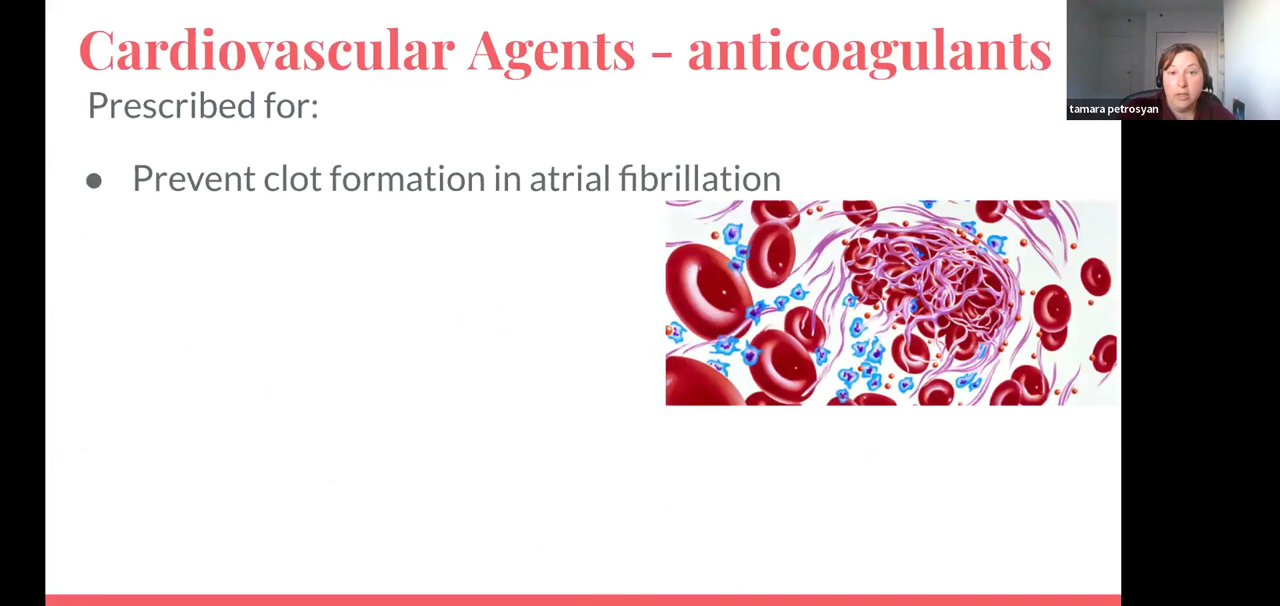 Cardiovascular Agents - anticoagulants
Prescribed for:
● Prevent clot formation in atrial fibrillation
tamara petrosyan